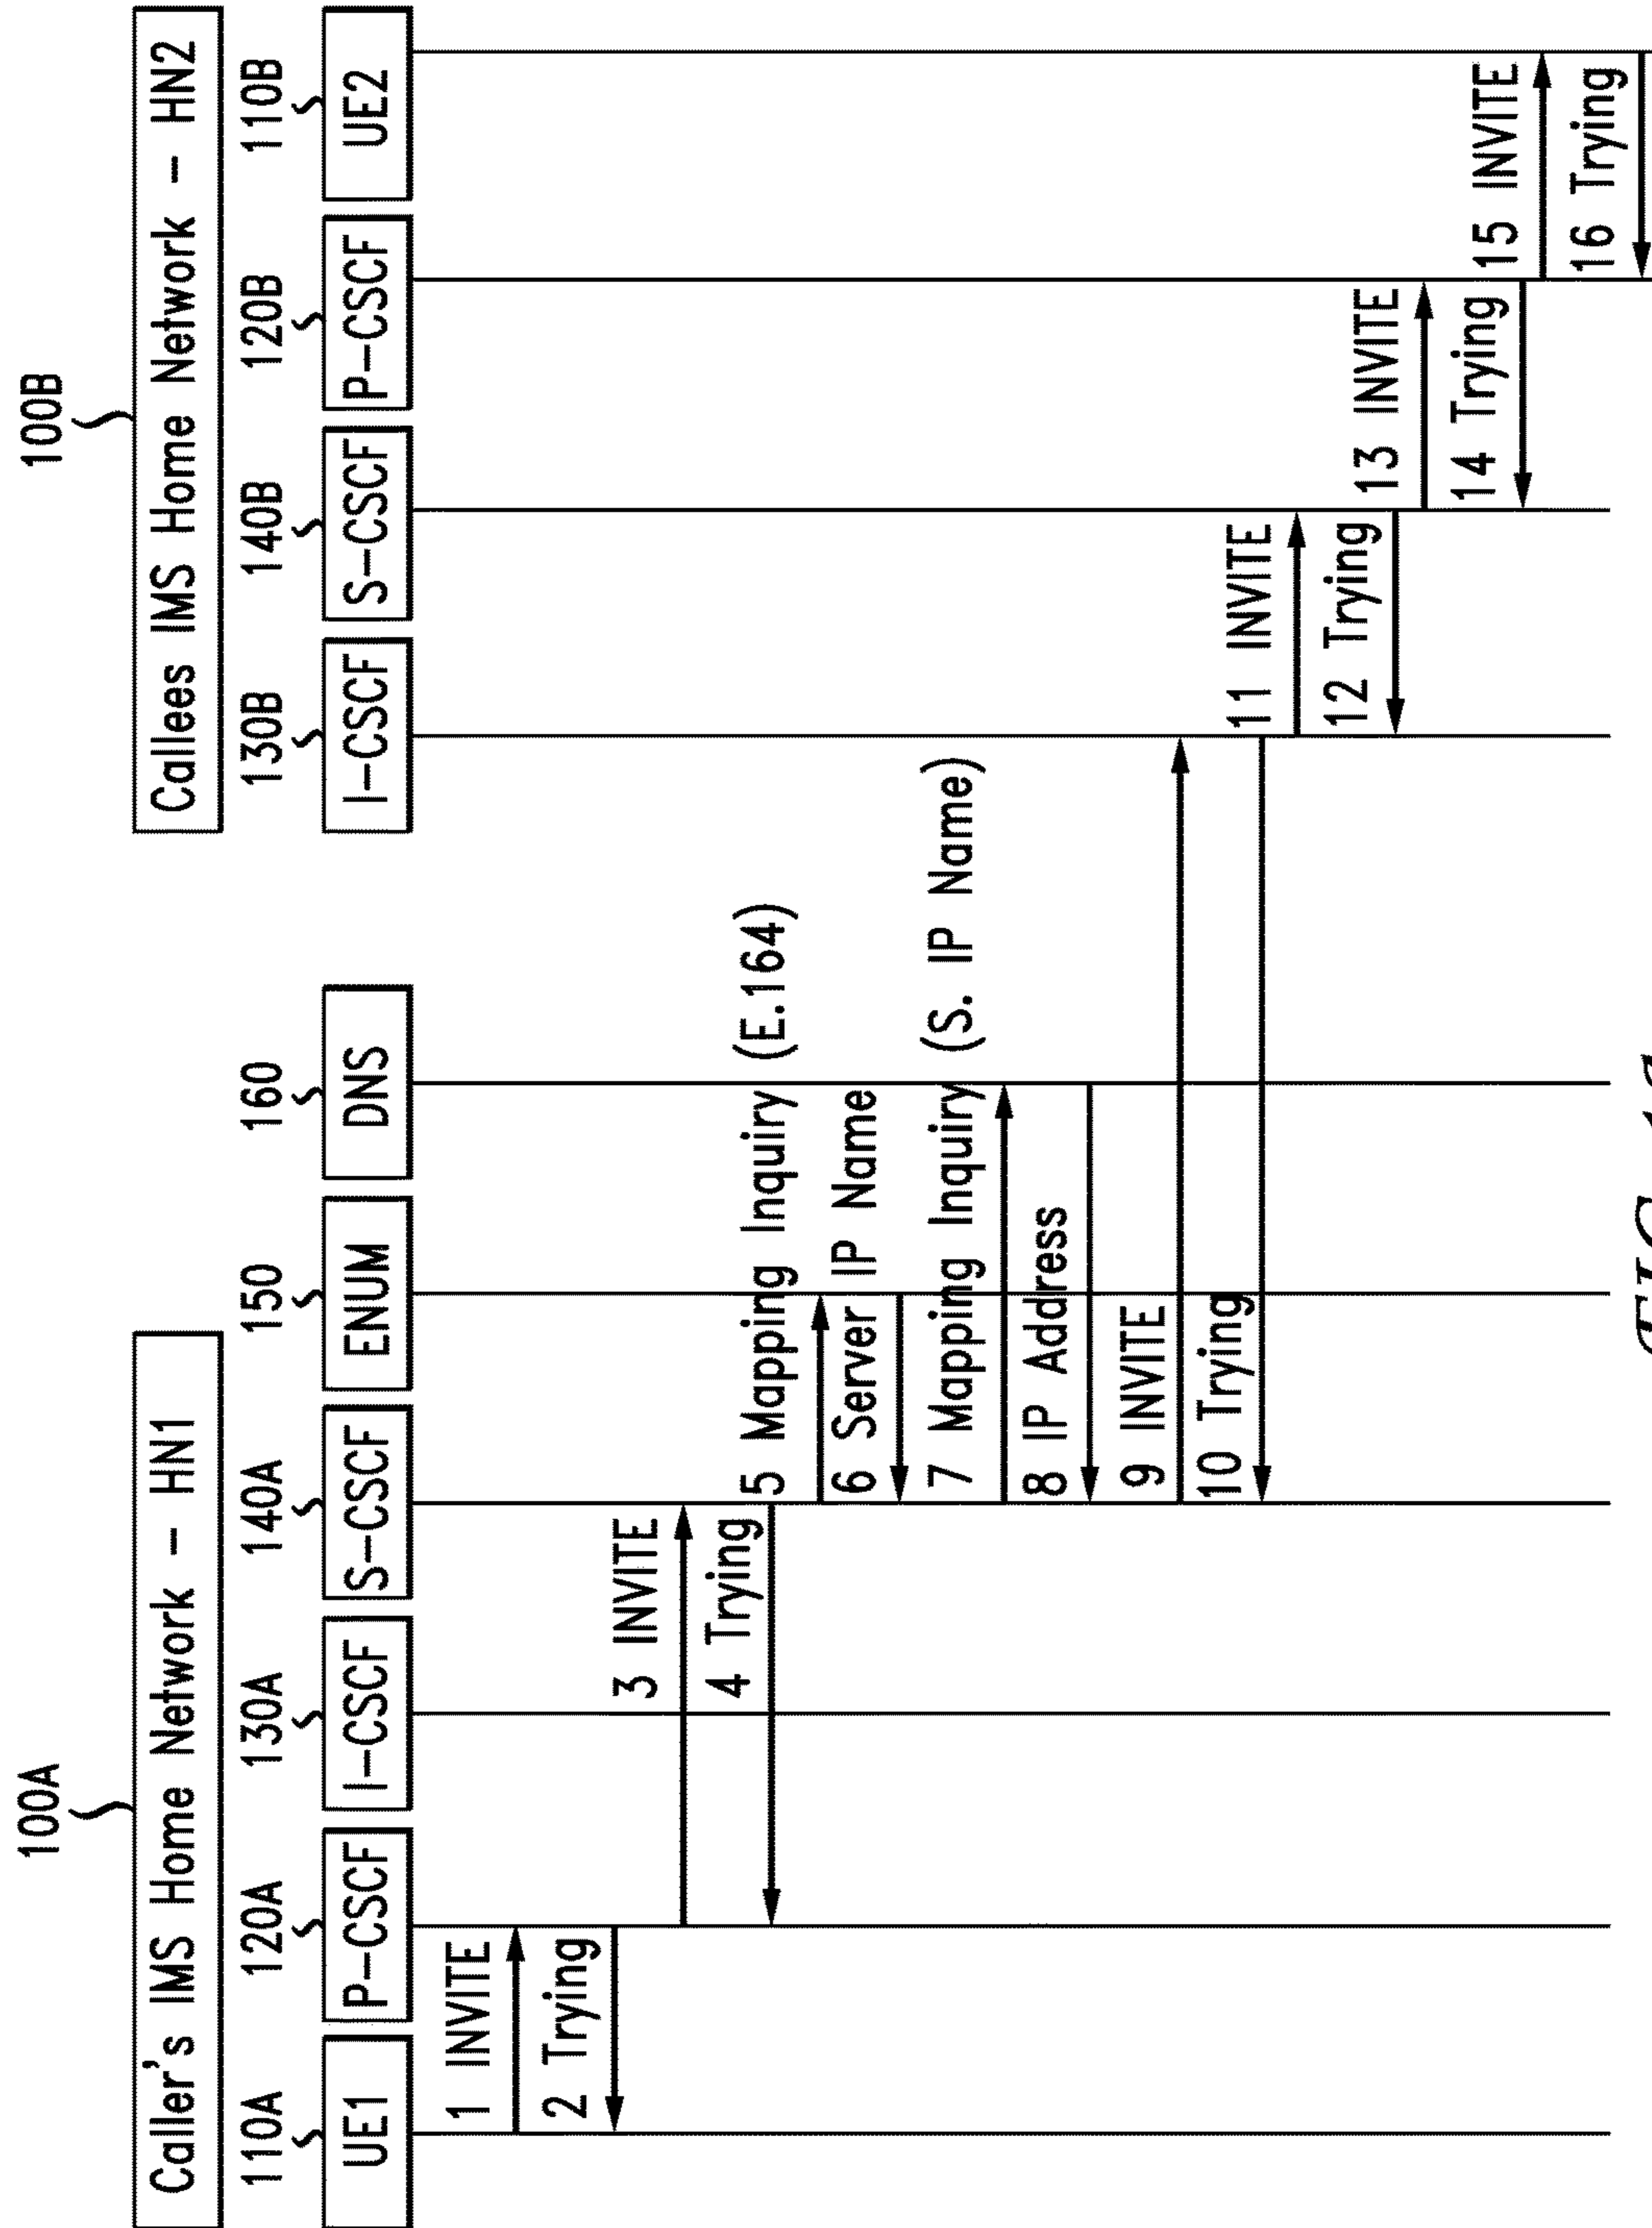 100A
100B
Caller's IMS Home Network - HN1
Callees IMS Home Network - HN2
110A
120A
130A
140A
150
160
130B
140B
120B
110B
UE1
P-CSCF
I-CSCF
S-CSCF
ENUM
DNS
I-CSCF
S-CSCF
P-CSCF
UE2
1 INVITE
2 Trying
3 INVITE
4 Trying
5 Mapping Inquiry (E.164)
6 Server IP Name
7 Mapping Inquiry (S. IP Name)
8 IP Address
9 INVITE
10 Trying
11 INVITE
12 Trying
13 INVITE
14 Trying
15 INVITE
16 Trying